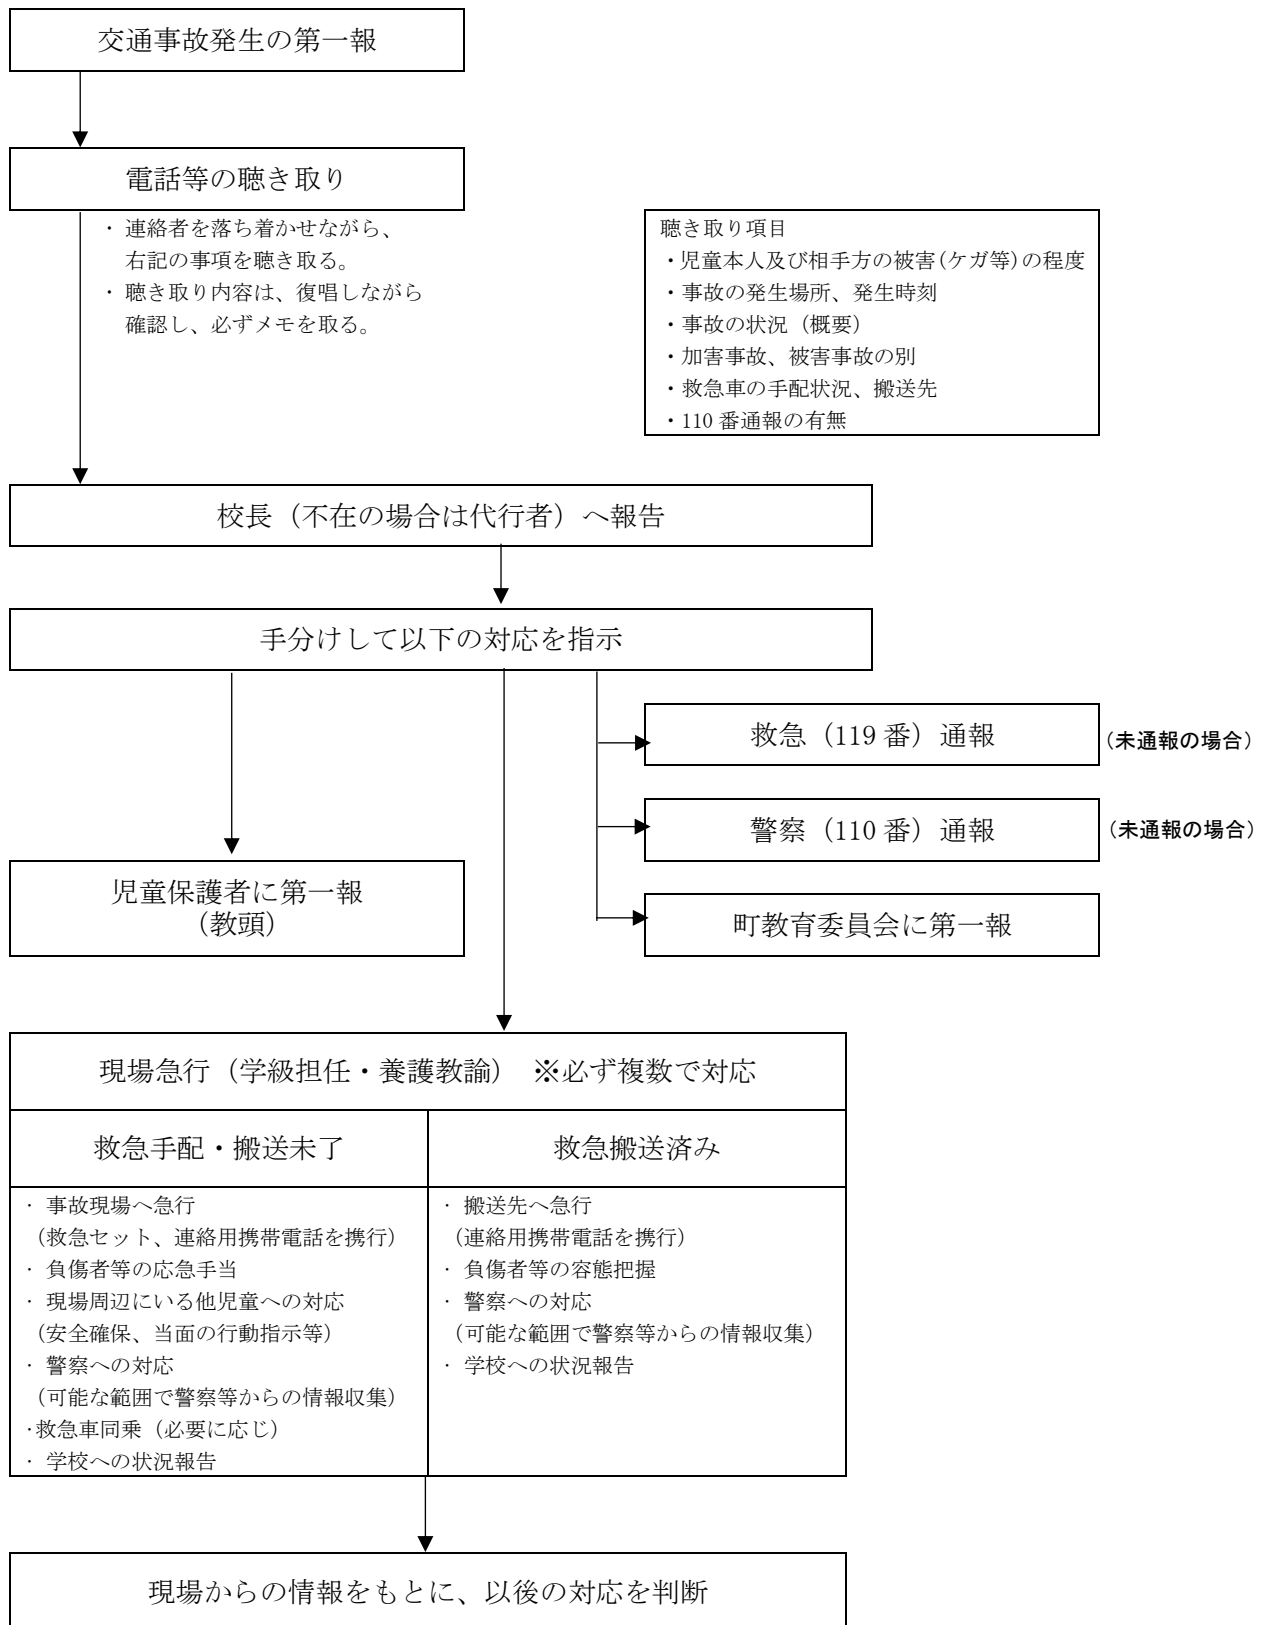 交通事故発生の第一報
電話等の聴き取り
・ 連絡者を落ち着かせながら、
右記の事項を聴き取る。
・ 聴き取り内容は、復唱しながら
確認し、必ずメモを取る。
聴き取り項目
・児童本人及び相手方の被害(ケガ等)の程度
・事故の発生場所、発生時刻
・事故の状況（概要）
・加害事故、被害事故の別
・救急車の手配状況、搬送先
・110 番通報の有無
校長（不在の場合は代行者）へ報告
手分けして以下の対応を指示
救急（119 番）通報
（未通報の場合）
警察（110 番）通報
（未通報の場合）
児童保護者に第一報
（教頭）
町教育委員会に第一報
現場急行（学級担任・養護教諭） ※必ず複数で対応
救急手配・搬送未了
・ 事故現場へ急行
（救急セット、連絡用携帯電話を携行）
・ 負傷者等の応急手当
・ 現場周辺にいる他児童への対応
（安全確保、当面の行動指示等）
・ 警察への対応
（可能な範囲で警察等からの情報収集）
・救急車同乗（必要に応じ）
・ 学校への状況報告
救急搬送済み
・ 搬送先へ急行
（連絡用携帯電話を携行）
・ 負傷者等の容態把握
・ 警察への対応
（可能な範囲で警察等からの情報収集）
・ 学校への状況報告
現場からの情報をもとに、以後の対応を判断